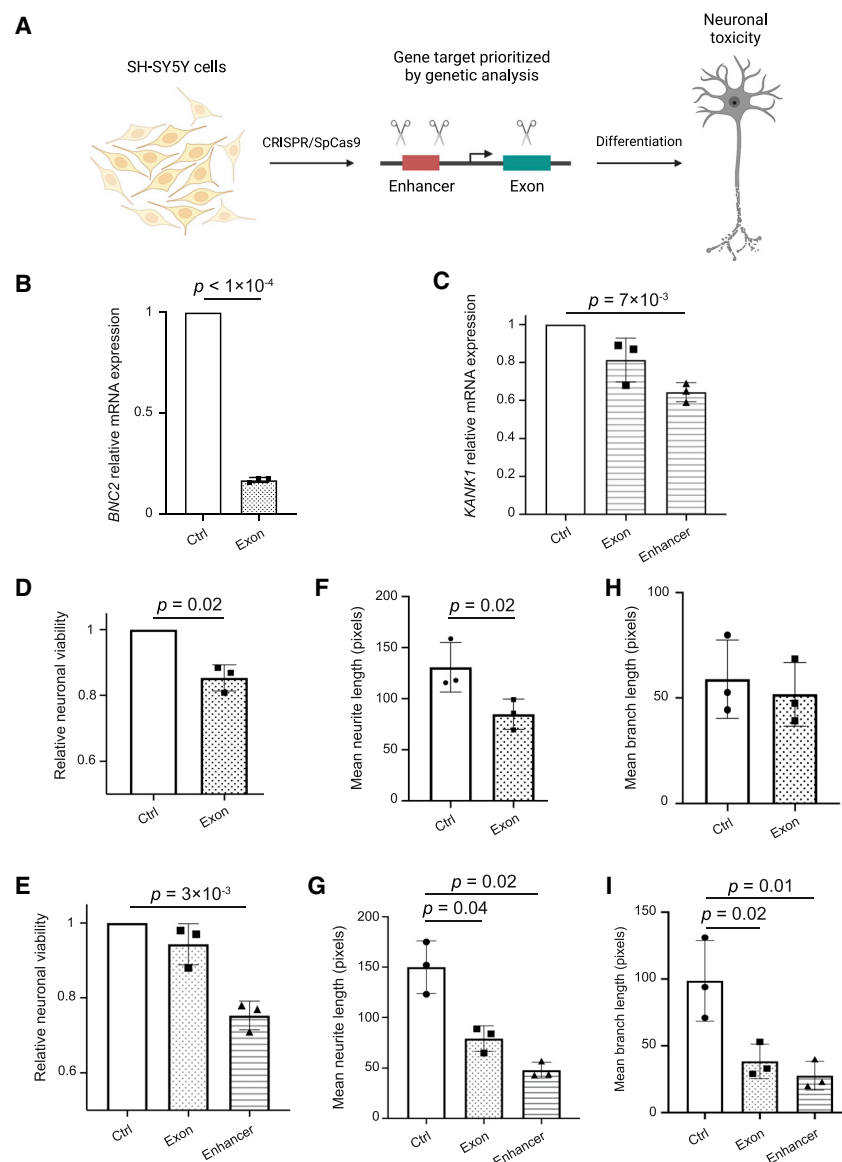 A
SH-SY5Y cells
CRISPR/SpCas9
Gene target prioritized
by genetic analysis
Enhancer
Exon
Differentiation
Neuronal
toxicity
B
p < 1×10⁻⁴
BNC2 relative mRNA expression
1
0.5
0
Ctrl
Exon
C
p = 7×10⁻³
KANK1 relative mRNA expression
1
0.8
0.6
0.4
0.2
0
Ctrl
Exon
Enhancer
D
p = 0.02
Relative neuronal viability
1
0.8
0.6
Ctrl
Exon
F
p = 0.02
Mean neurite length (pixels)
200
150
100
50
0
Ctrl
Exon
H
Mean branch length (pixels)
100
50
0
Ctrl
Exon
E
p = 3×10⁻³
Relative neuronal viability
1
0.8
0.6
Ctrl
Exon
Enhancer
G
p = 0.02
p = 0.04
Mean neurite length (pixels)
200
150
100
50
0
Ctrl
Exon
Enhancer
I
p = 0.01
p = 0.02
Mean branch length (pixels)
150
100
50
0
Ctrl
Exon
Enhancer